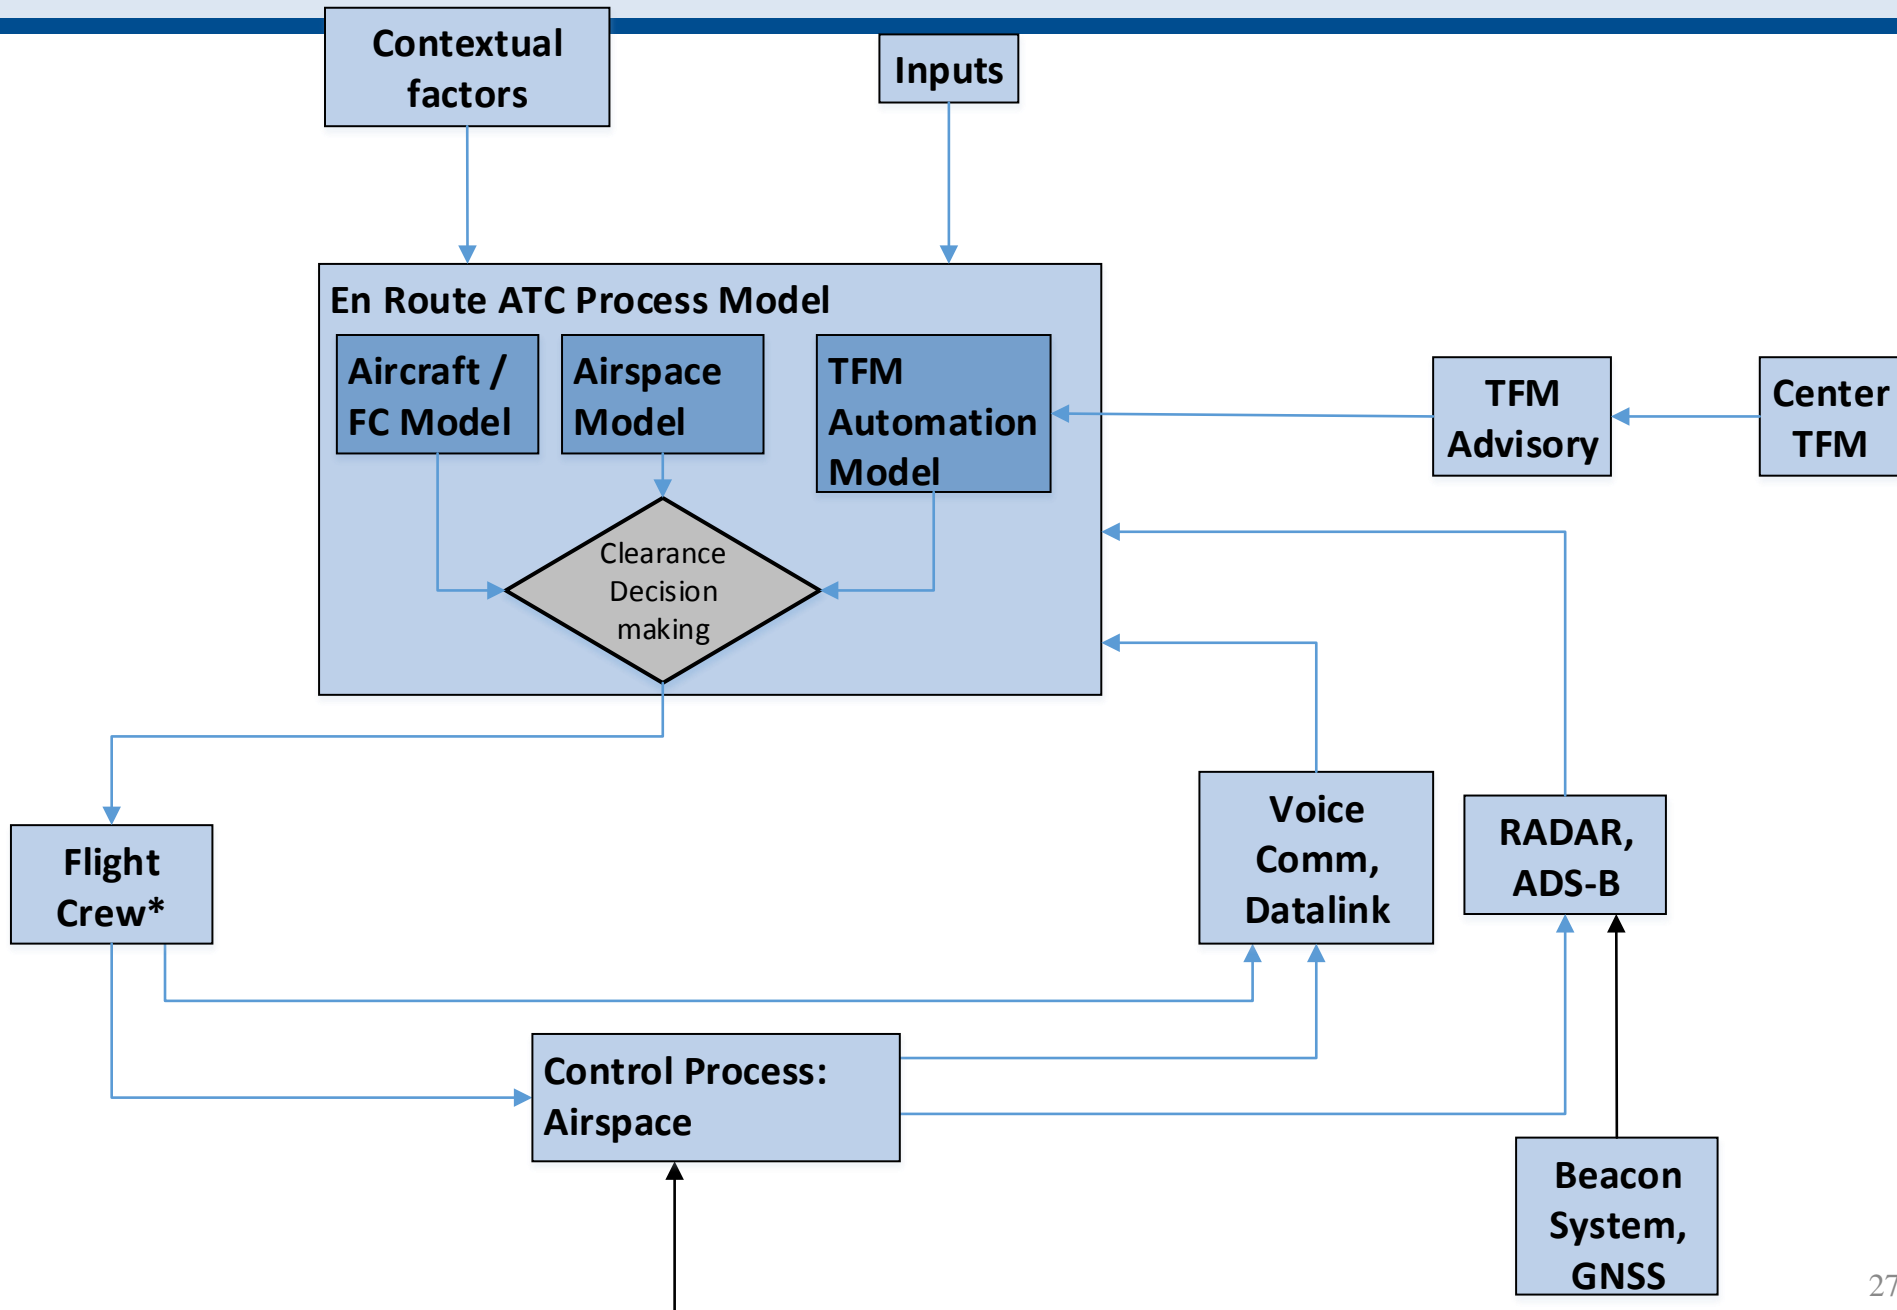 Contextual
factors
Inputs
En Route ATC Process Model
Aircraft /
FC Model
Airspace
Model
TFM
Automation
Model
TFM
Advisory
Center
TFM
Clearance
Decision
making
Voice
Comm,
Datalink
RADAR,
ADS-B
Flight
Crew*
Control Process:
Airspace
Beacon
System,
GNSS
27